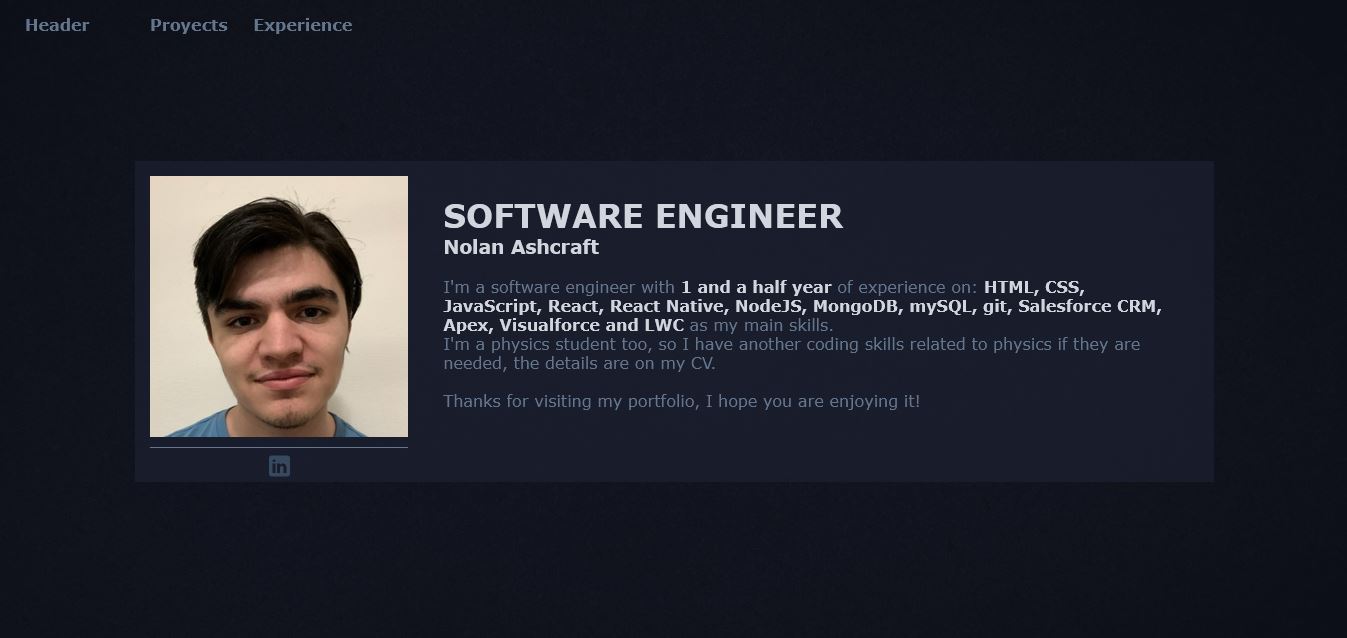 Header Proyects Experience
SOFTWARE ENGINEER
Nolan Ashcraft
I'm a software engineer with 1 and a half year of experience on: HTML, CSS,
JavaScript, React, React Native, NodeJS, MongoDB, mySQL, git, Salesforce CRM,
Apex, Visualforce and LWC as my main skills.
I'm a physics student too, so I have another coding skills related to physics if they are
needed, the details are on my CV.
Thanks for visiting my portfolio, I hope you are enjoying it!
in